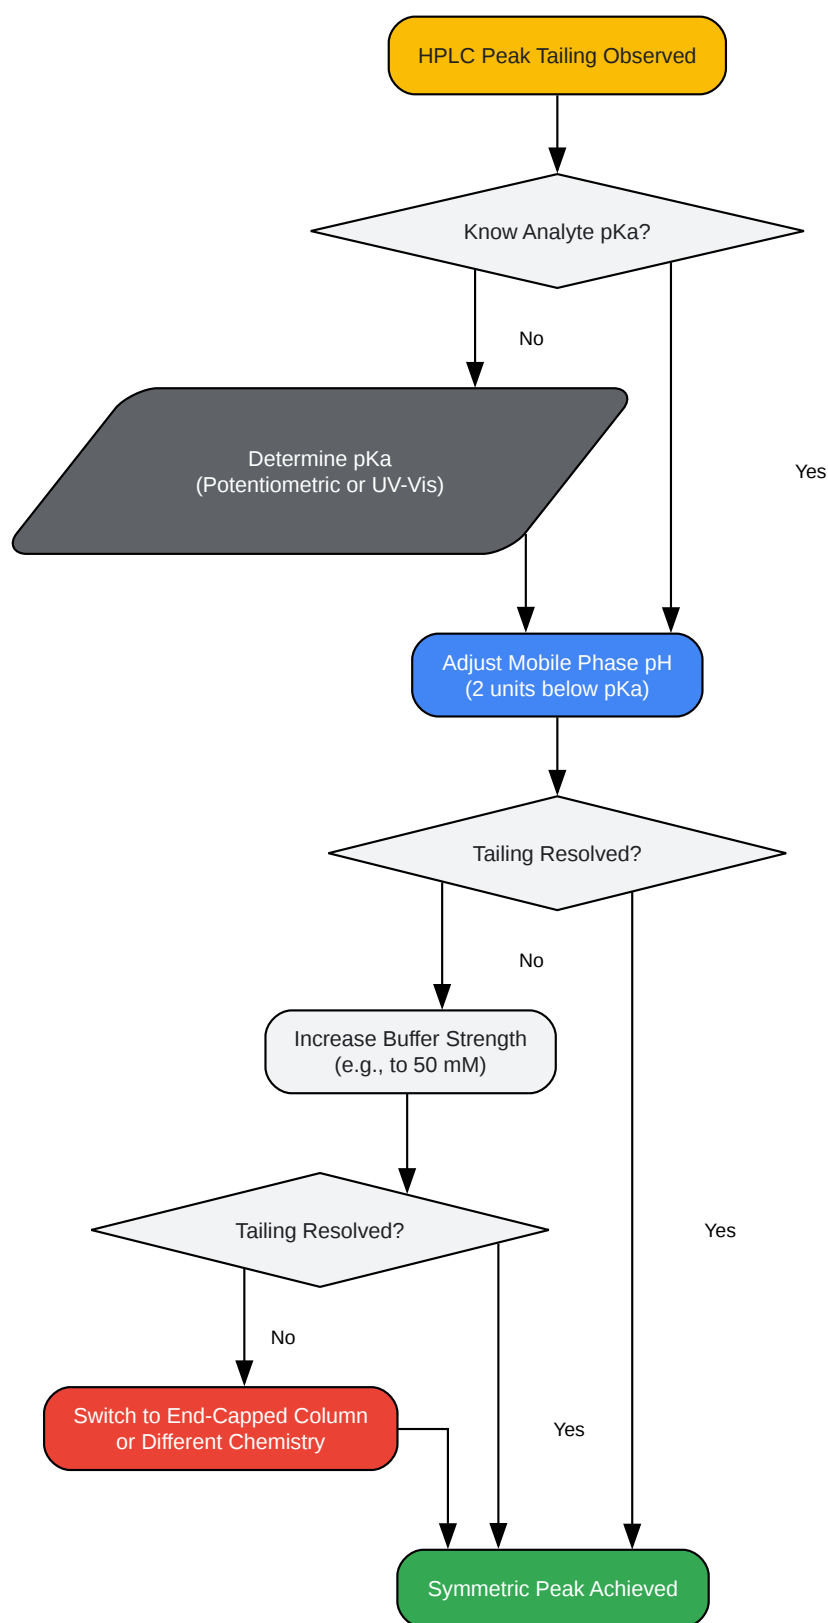 HPLC Peak Tailing Observed
Know Analyte pKa?
No
Determine pKa
(Potentiometric or UV-Vis)
Yes
Adjust Mobile Phase pH
(2 units below pKa)
Tailing Resolved?
No
Increase Buffer Strength
(e.g., to 50 mM)
Tailing Resolved?
Yes
No
Switch to End-Capped Column
or Different Chemistry
Yes
Symmetric Peak Achieved